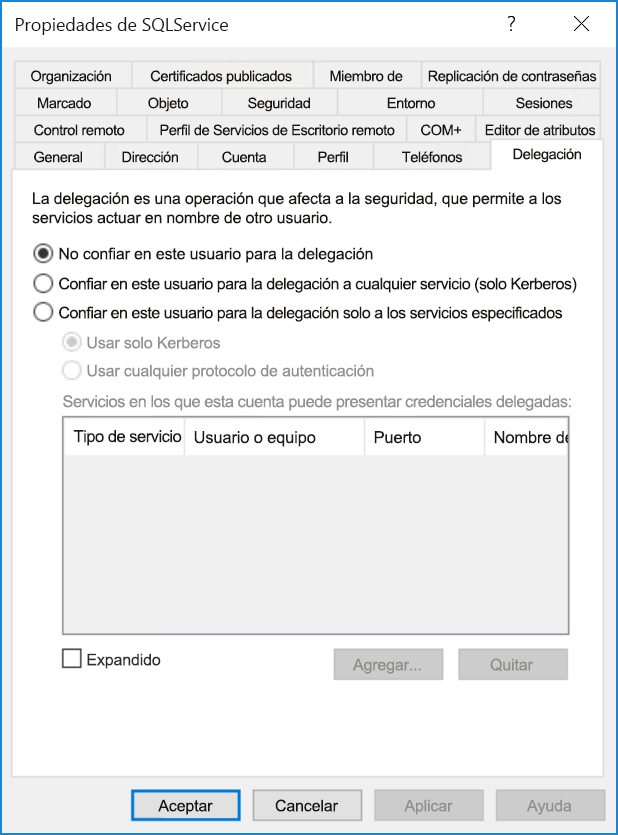 Propiedades de SQLService ?
Organización Certificados publicados Miembro de Replicación de contraseñas
Marcado Objeto Seguridad Entorno Sesiones
Control remoto Perfil de Servicios de Escritorio remoto COM+ Editor de atributos
General Dirección Cuenta Perfil Teléfonos Delegación
La delegación es una operación que afecta a la seguridad, que permite a los
servicios actuar en nombre de otro usuario.
No confiar en este usuario para la delegación
Confiar en este usuario para la delegación a cualquier servicio (solo Kerberos)
Confiar en este usuario para la delegación solo a los servicios especificados
Usar solo Kerberos
Usar cualquier protocolo de autenticación
Servicios en los que esta cuenta puede presentar credenciales delegadas:
Tipo de servicio Usuario o equipo Puerto Nombre de
Expandido Agregar... Quitar
Aceptar Cancelar Aplicar Ayuda